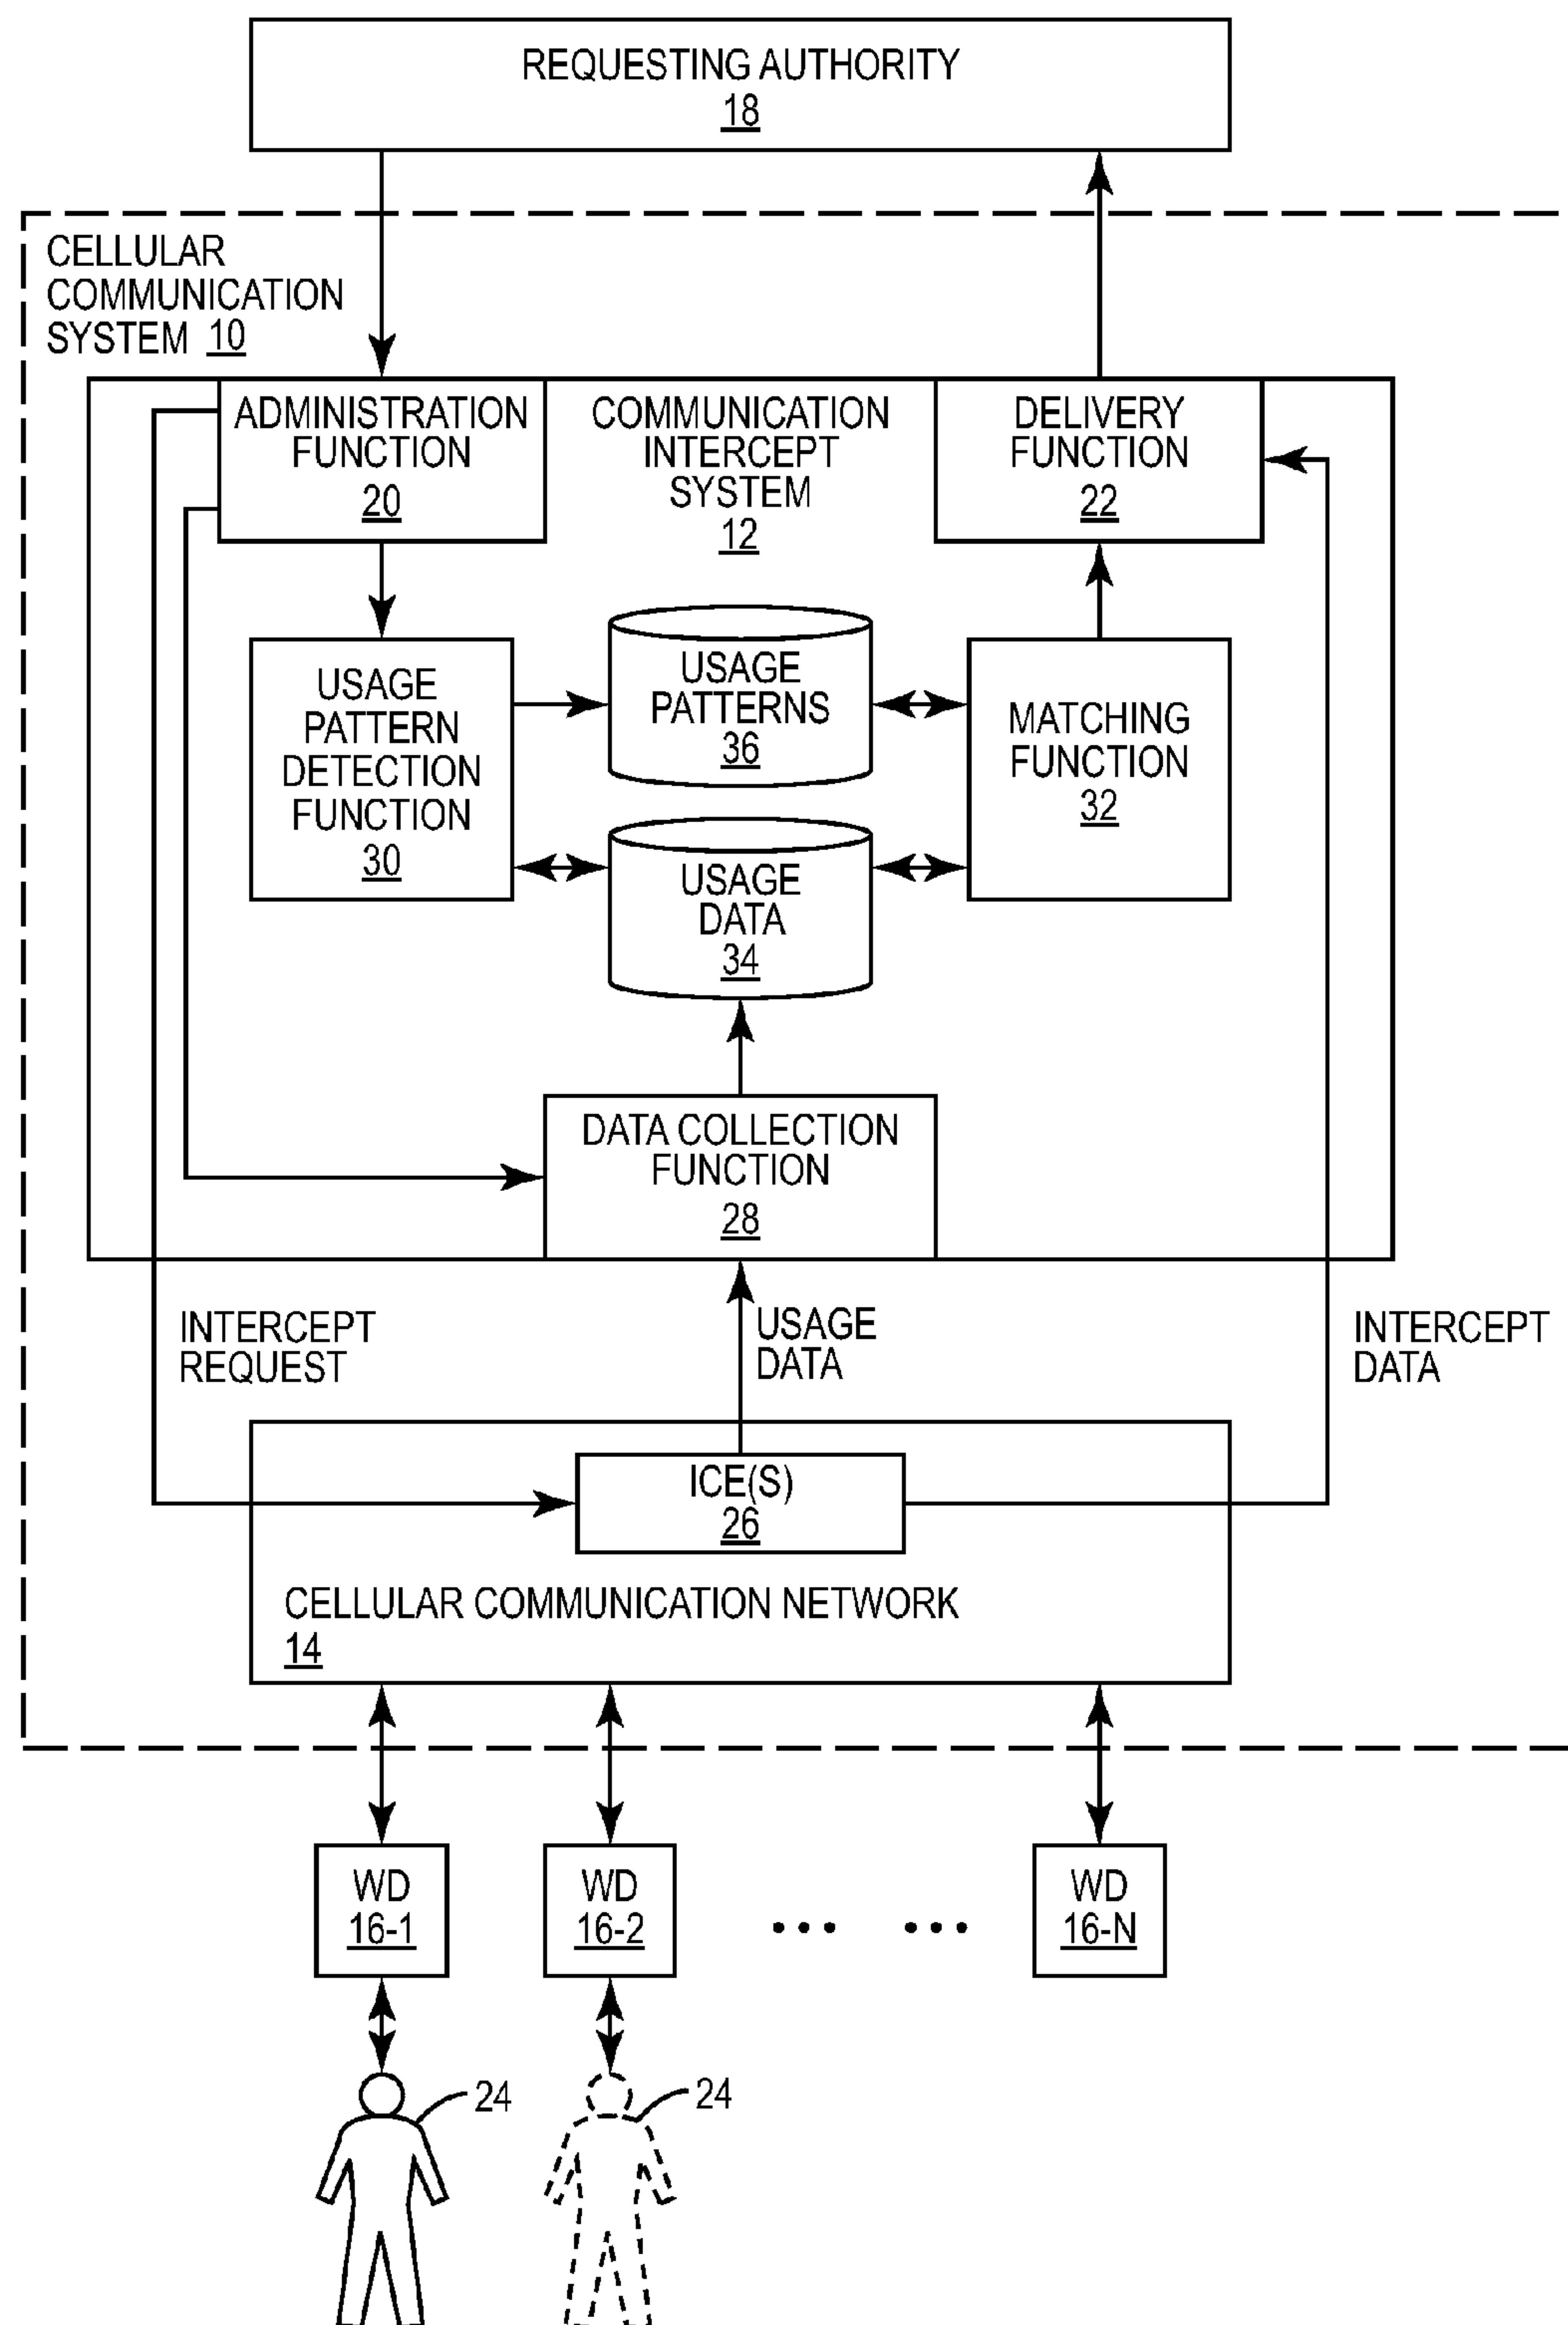 REQUESTING AUTHORITY
18
CELLULAR
COMMUNICATION
SYSTEM 10
ADMINISTRATION
FUNCTION
20
COMMUNICATION
INTERCEPT
SYSTEM
12
DELIVERY
FUNCTION
22
USAGE
PATTERN
DETECTION
FUNCTION
30
USAGE
PATTERNS
36
MATCHING
FUNCTION
32
USAGE
DATA
34
DATA COLLECTION
FUNCTION
28
INTERCEPT
REQUEST
USAGE
DATA
INTERCEPT
DATA
ICE(S)
26
CELLULAR COMMUNICATION NETWORK
14
WD
16-1
WD
16-2
... ...
WD
16-N
24
24